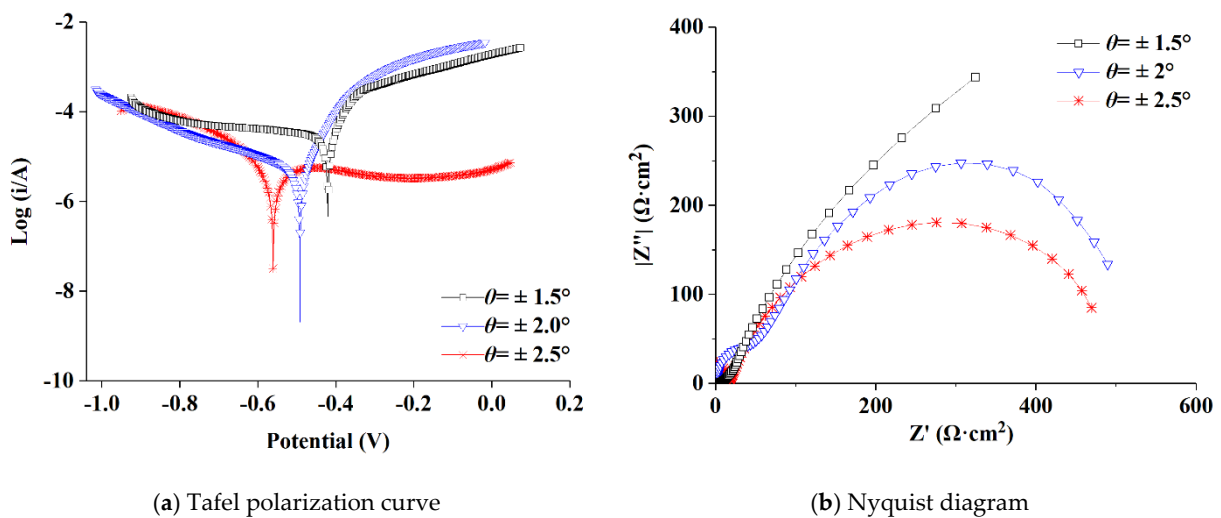 -2
-4
-6
-8
-10
Log (i/A)
θ= ± 1.5°
θ= ± 2.0°
θ= ± 2.5°
-1.0 -0.8 -0.6 -0.4 -0.2 0.0 0.2
Potential (V)
(a) Tafel polarization curve
400
300
200
100
0
|Z''| (Ω·cm²)
θ= ± 1.5°
θ= ± 2°
θ= ± 2.5°
0 200 400 600
Z' (Ω·cm²)
(b) Nyquist diagram